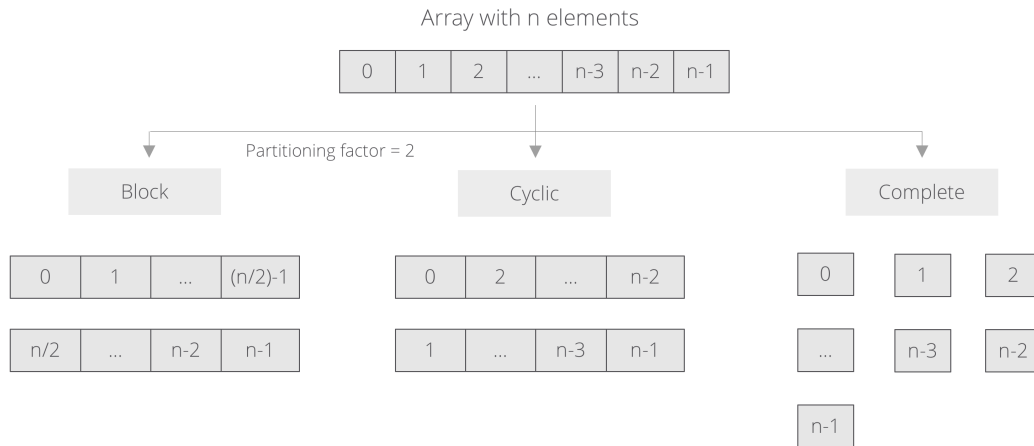 Array with n elements
0 1 2 ... n-3 n-2 n-1
Partitioning factor = 2
Block
Cyclic
Complete
0 1 ... (n/2)-1
n/2 ... n-2 n-1
0 2 ... n-2
1 ... n-3 n-1
0 1 2
... n-3 n-2
n-1